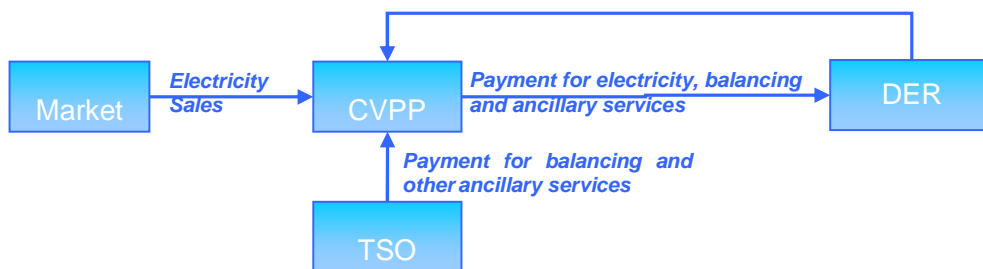 Market
Electricity
Sales
CVPP
Payment for electricity, balancing
and ancillary services
DER
Payment for balancing and
other ancillary services
TSO